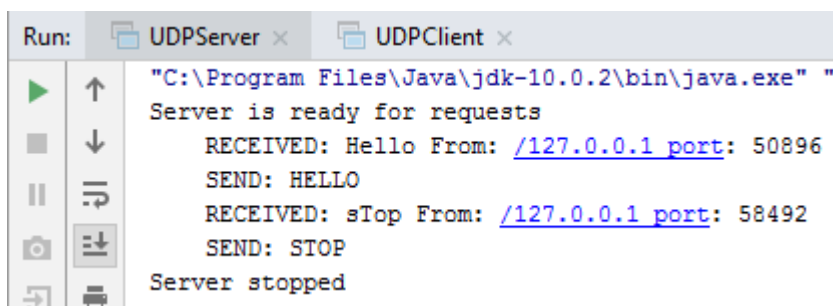 Run: UDPServer × UDPClient ×
"C:\Program Files\Java\jdk-10.0.2\bin\java.exe" "
Server is ready for requests
RECEIVED: Hello From: /127.0.0.1 port: 50896
SEND: HELLO
RECEIVED: sTop From: /127.0.0.1 port: 58492
SEND: STOP
Server stopped